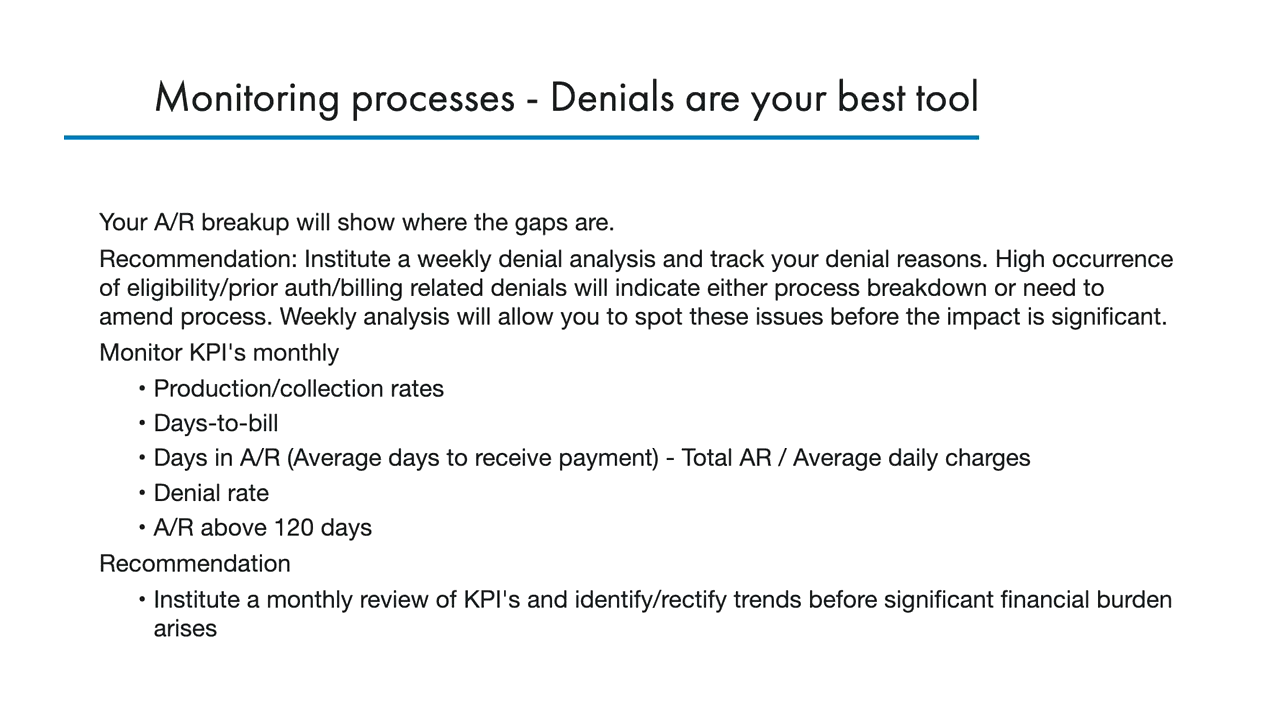 Monitoring processes - Denials are your best tool
Your A/R breakup will show where the gaps are.
Recommendation: Institute a weekly denial analysis and track your denial reasons. High occurrence
of eligibility/prior auth/billing related denials will indicate either process breakdown or need to
amend process. Weekly analysis will allow you to spot these issues before the impact is significant.
Monitor KPI's monthly
• Production/collection rates
• Days-to-bill
• Days in A/R (Average days to receive payment) - Total AR / Average daily charges
• Denial rate
• A/R above 120 days
Recommendation
• Institute a monthly review of KPI's and identify/rectify trends before significant financial burden
arises